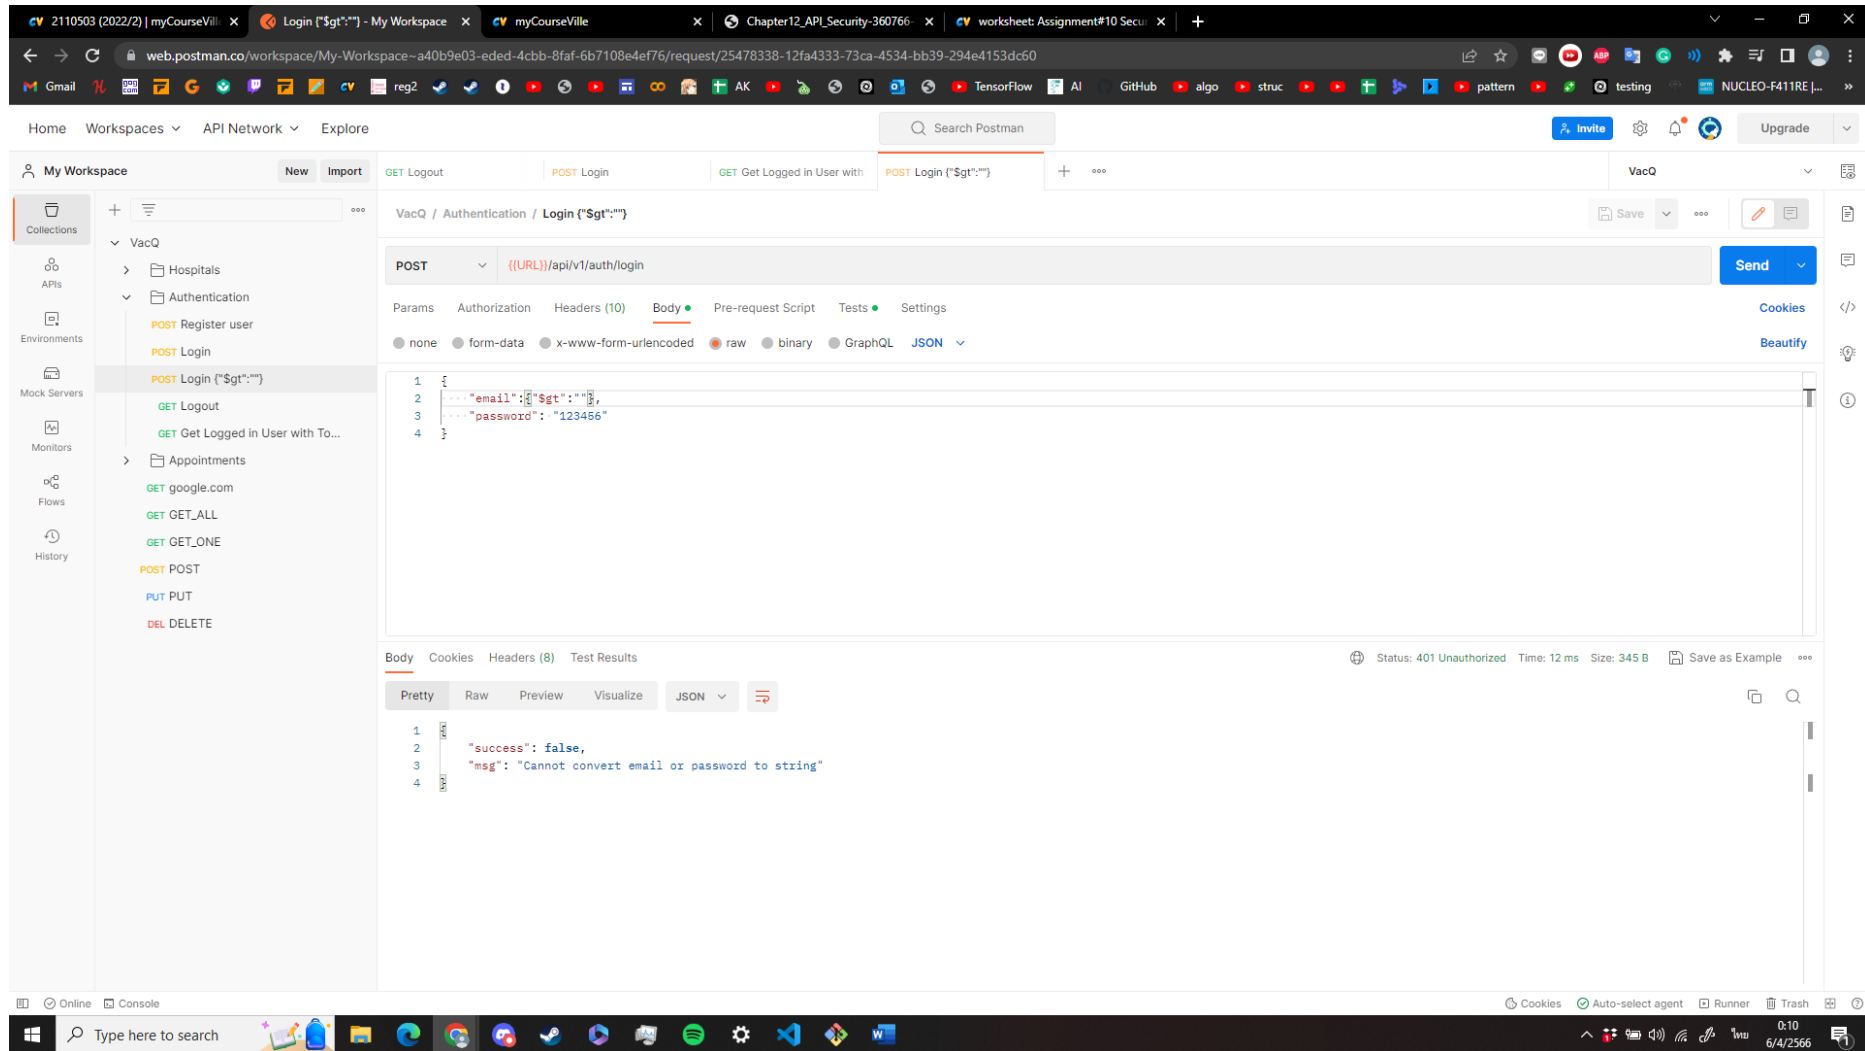 2110503 (2022/2) | myCourseVill
Login {"$gt":""} - My Workspace
myCourseVille
Chapter12_API_Security-360766-
worksheet: Assignment#10 Secu
web.postman.co/workspace/My-Workspace~a40b9e03-eded-4cbb-8faf-6b7108e4ef76/request/25478338-12fa4333-73ca-4534-bb39-294e4153dc60
Gmail reg2 AK TensorFlow AI GitHub algo struc pattern testing NUCLEO-F411RE |... »
Home Workspaces API Network Explore Search Postman Invite Upgrade
My Workspace New Import GET Logout POST Login GET Get Logged in User with POST Login {"$gt":""} VacQ
Collections
APIs
Environments
Mock Servers
Monitors
Flows
History
VacQ
Hospitals
Authentication
POST Register user
POST Login
POST Login {"$gt":""}
GET Logout
GET Get Logged in User with To...
Appointments
GET google.com
GET GET_ALL
GET GET_ONE
POST POST
PUT PUT
DEL DELETE
VacQ / Authentication / Login {"$gt":""} Save
POST {{URL}}/api/v1/auth/login Send
Params Authorization Headers (10) Body Pre-request Script Tests Settings Cookies
none form-data x-www-form-urlencoded raw binary GraphQL JSON Beautify
1 {
2 "email":{"$gt":""},
3 "password": "123456"
4 }
Body Cookies Headers (8) Test Results Status: 401 Unauthorized Time: 12 ms Size: 345 B Save as Example
Pretty Raw Preview Visualize JSON
1 {
2 "success": false,
3 "msg": "Cannot convert email or password to string"
4 }
Online Console Cookies Auto-select agent Runner Trash
Type here to search ไทย 0:10
6/4/2566